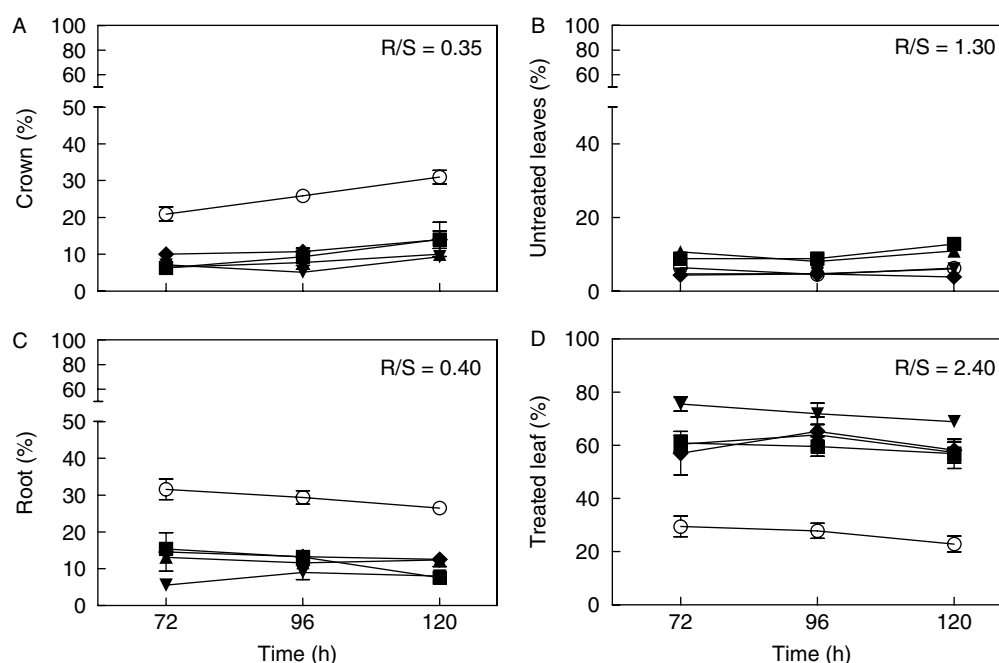 A
R/S = 0.35
Crown (%)
100
80
60
50
40
30
20
10
0
B
R/S = 1.30
Untreated leaves (%)
100
80
60
40
20
0
C
R/S = 0.40
Root (%)
100
80
60
50
40
30
20
10
0
72 96 120
Time (h)
D
R/S = 2.40
Treated leaf (%)
100
80
60
40
20
0
72 96 120
Time (h)